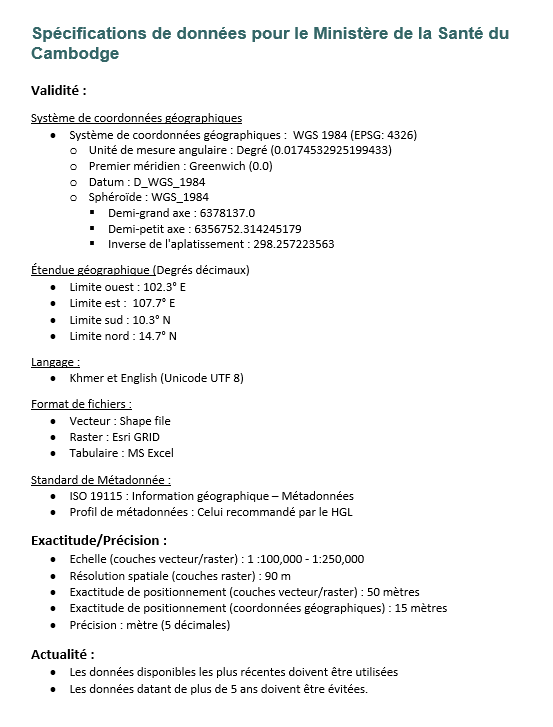 Spécifications de données pour le Ministère de la Santé du
Cambodge
Validité :
Système de coordonnées géographiques
• Système de coordonnées géographiques : WGS 1984 (EPSG: 4326)
o Unité de mesure angulaire : Degré (0.0174532925199433)
o Premier méridien : Greenwich (0.0)
o Datum : D_WGS_1984
o Sphéroïde : WGS_1984
▪ Demi-grand axe : 6378137.0
▪ Demi-petit axe : 6356752.314245179
▪ Inverse de l'aplatissement : 298.257223563
Étendue géographique (Degrés décimaux)
• Limite ouest : 102.3° E
• Limite est : 107.7° E
• Limite sud : 10.3° N
• Limite nord : 14.7° N
Langage :
• Khmer et English (Unicode UTF 8)
Format de fichiers :
• Vecteur : Shape file
• Raster : Esri GRID
• Tabulaire : MS Excel
Standard de Métadonnée :
• ISO 19115 : Information géographique – Métadonnées
• Profil de métadonnées : Celui recommandé par le HGL
Exactitude/Précision :
• Echelle (couches vecteur/raster) : 1 :100,000 - 1:250,000
• Résolution spatiale (couches raster) : 90 m
• Exactitude de positionnement (couches vecteur/raster) : 50 mètres
• Exactitude de positionnement (coordonnées géographiques) : 15 mètres
• Précision : mètre (5 décimales)
Actualité :
• Les données disponibles les plus récentes doivent être utilisées
• Les données datant de plus de 5 ans doivent être évitées.